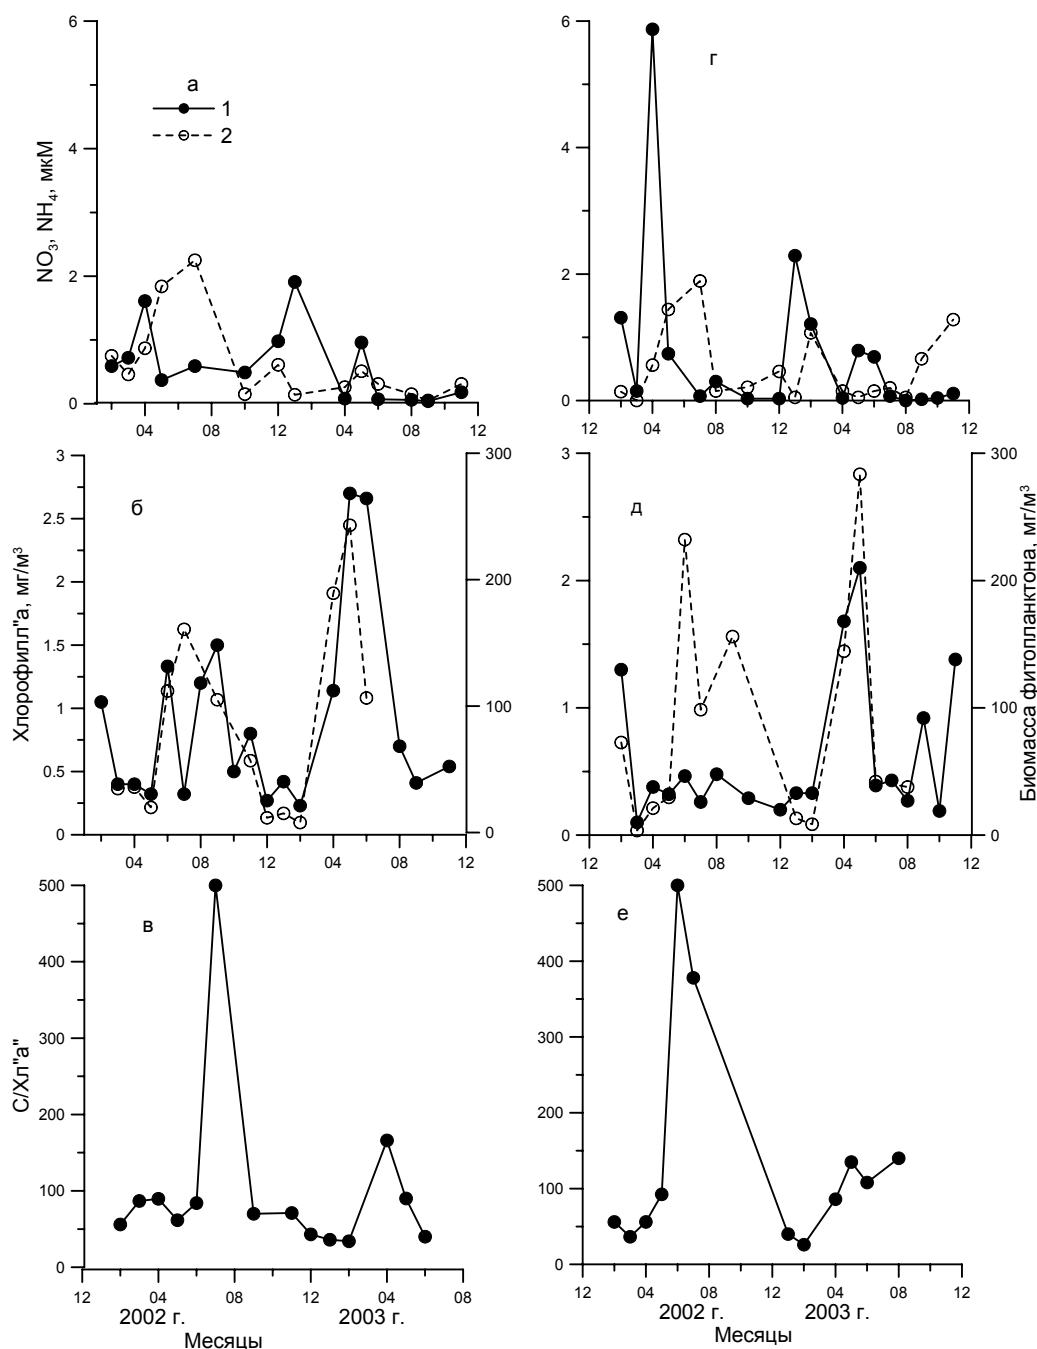 6
4
2
0
NO₃, NH₄, мкМ
а
1
2
04 08 12 04 08 12
6
4
2
0
г
12 04 08 12 04 08 12
3
2.5
2
1.5
1
0.5
0
Хлорофилл"а, мг/м³
б
300
200
100
0
04 08 12 04 08 12
3
2
1
0
д
300
200
100
0
Биомасса фитопланктона, мг/м³
12 04 08 12 04 08 12
500
400
300
200
100
0
С/Хл"а"
в
12 04 08 12 04 08
2002 г. 2003 г.
Месяцы
500
400
300
200
100
0
е
12 04 08 12 04 08 12
2002 г. 2003 г.
Месяцы